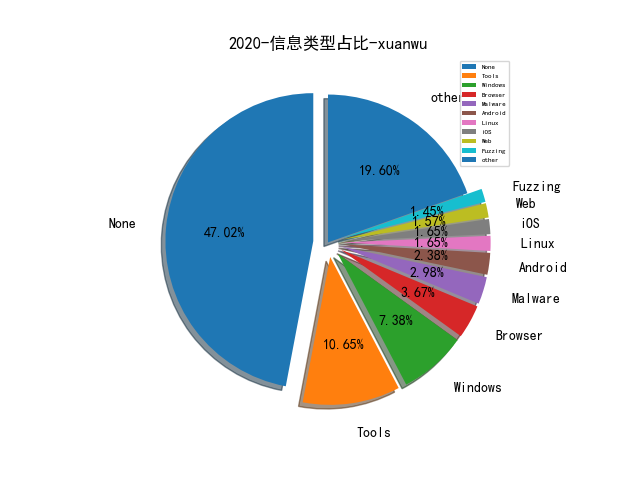 2020-信息类型占比-xuanwu
None
Tools
Windows
Browser
Malware
Android
Linux
iOS
Web
Fuzzing
other
other
19.60%
Fuzzing
1.45%
Web
1.57%
iOS
1.65%
Linux
1.65%
Android
2.38%
Malware
2.98%
Browser
3.67%
Windows
7.38%
Tools
10.65%
None
47.02%